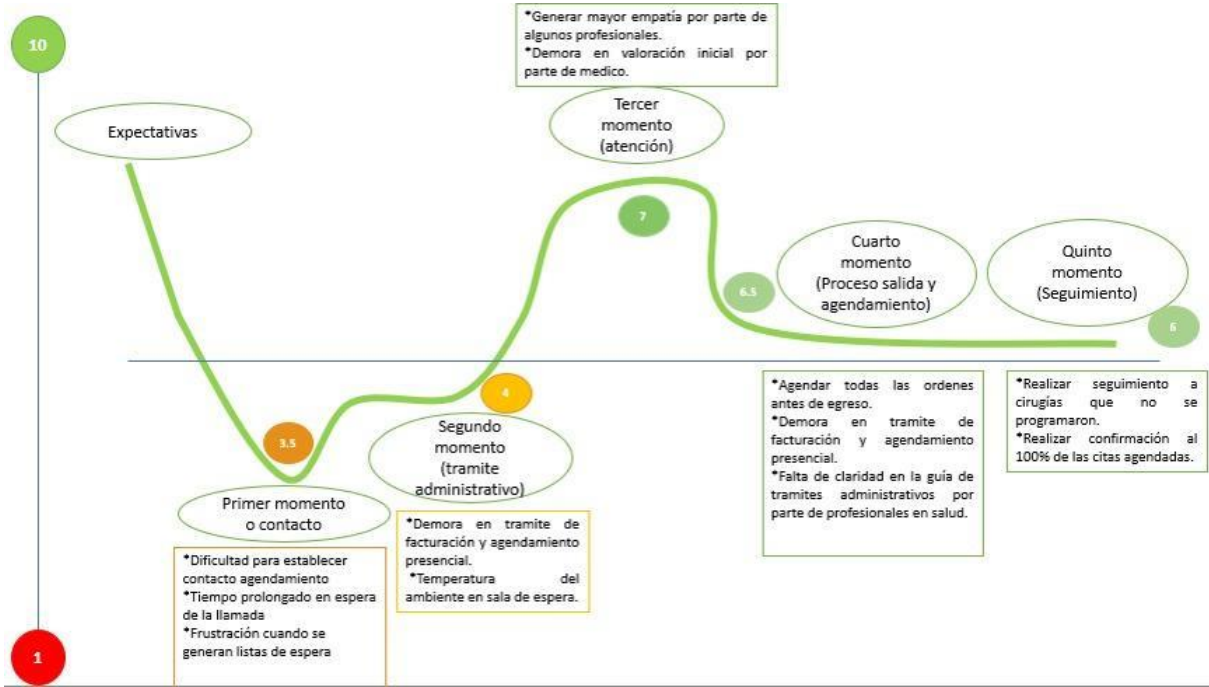 *Generar mayor empatía por parte de
algunos profesionales.
*Demora en valoración inicial por
parte de medico.
10
Expectativas
Tercer
momento
(atención)
7
Cuarto
momento
(Proceso salida y
agendamiento)
6.5
Quinto
momento
(Seguimiento)
6
3.5
Primer momento
o contacto
4
Segundo
momento
(tramite
administrativo)
*Dificultad para establecer
contacto agendamiento
*Tiempo prolongado en espera
de la llamada
*Frustración cuando se
generan listas de espera
*Demora en tramite de
facturación y agendamiento
presencial.
*Temperatura del
ambiente en sala de espera.
*Agendar todas las ordenes
antes de egreso.
*Demora en tramite de
facturación y agendamiento
presencial.
*Falta de claridad en la guía de
tramites administrativos por
parte de profesionales en salud.
*Realizar seguimiento a
cirugías que no se
programaron.
*Realizar confirmación al
100% de las citas agendadas.
1